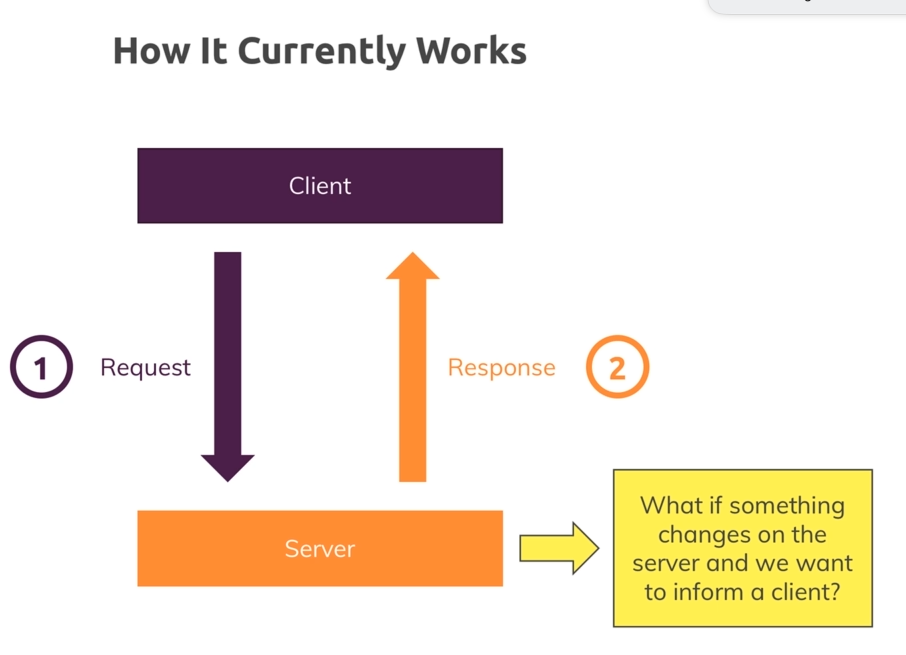 How It Currently Works
Client
1
Request
Response
2
Server
What if something
changes on the
server and we want
to inform a client?